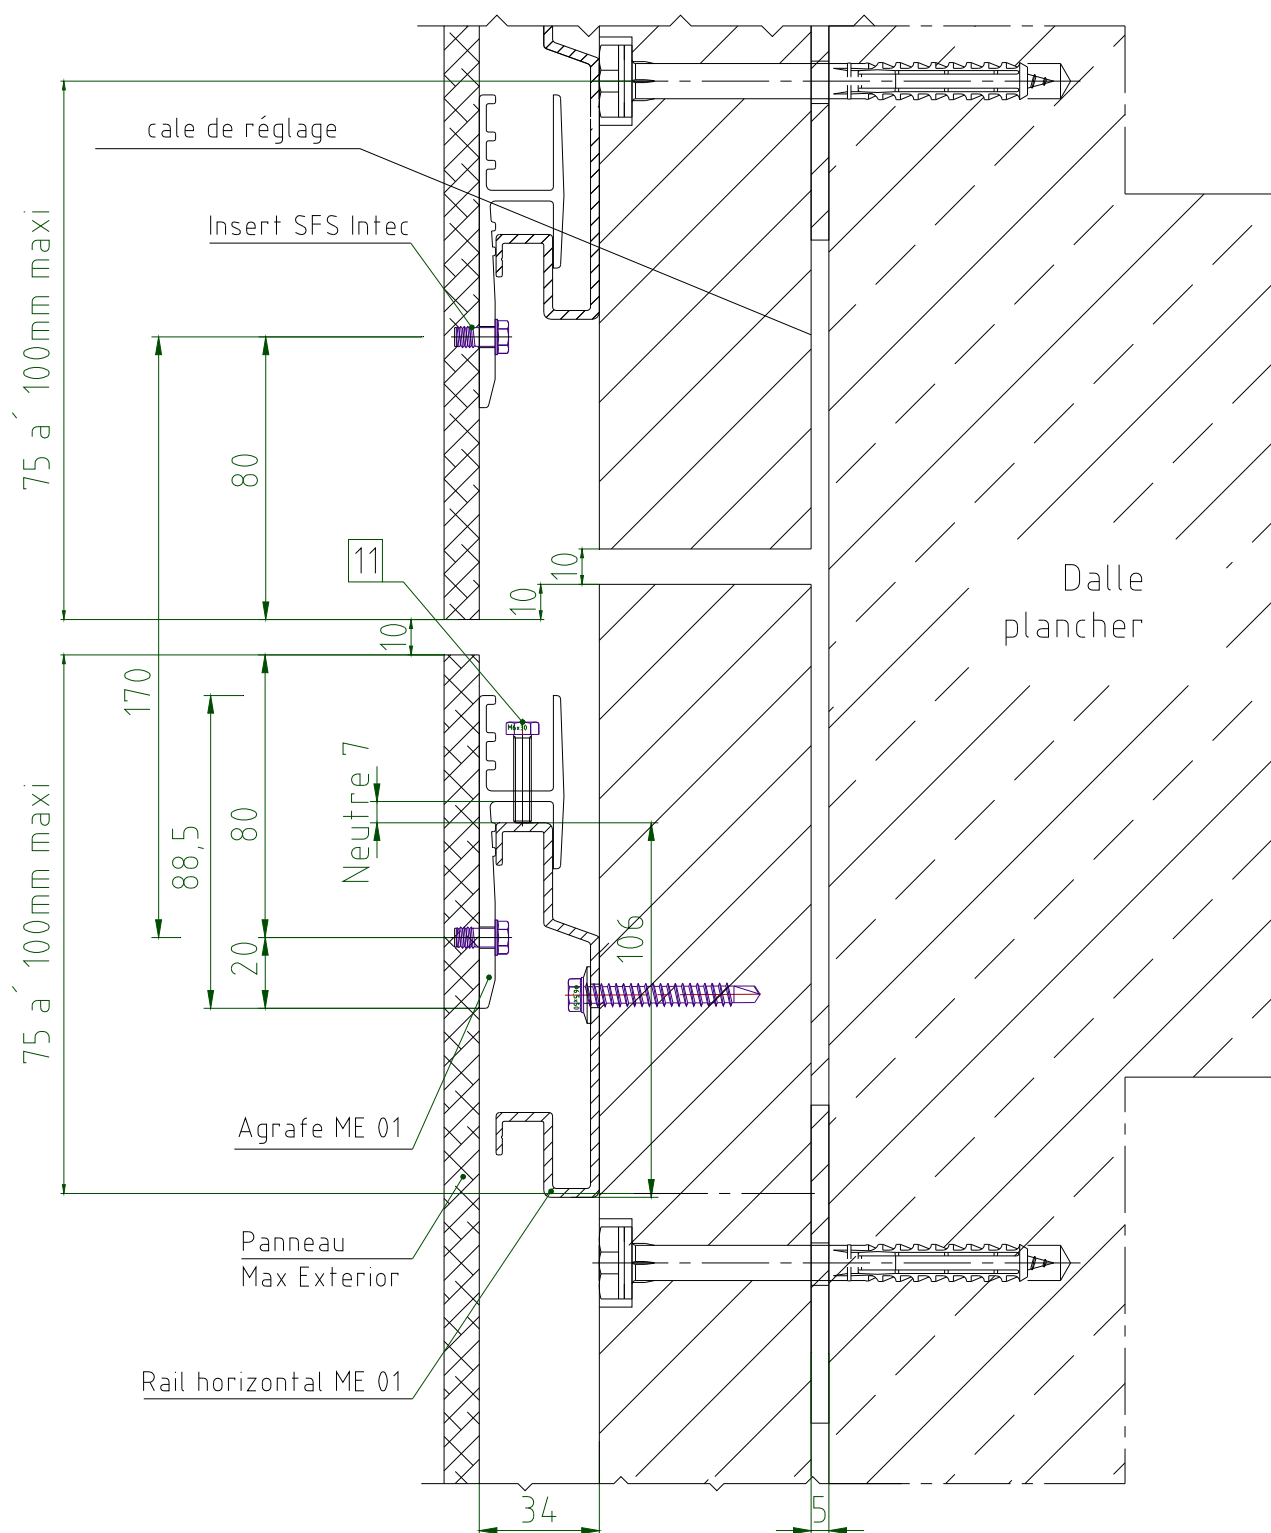 cale de réglage
Insert SFS Intec
75 a´ 100mm maxi
80
11
10
10
10
Dalle
plancher
170
Neutre 7
M6x30
88,5
80
75 a´ 100mm maxi
20
106
Agrafe ME 01
Panneau
Max Exterior
Rail horizontal ME 01
34
5